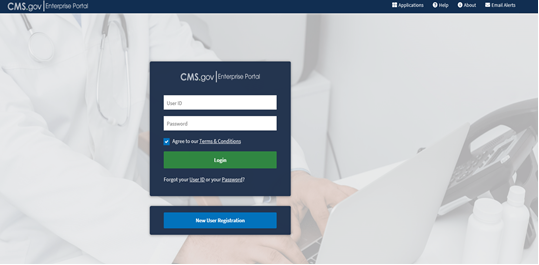 CMS.gov | Enterprise Portal
Applications Help About Email Alerts
CMS.gov | Enterprise Portal
User ID
Password
Agree to our Terms & Conditions
Login
Forgot your User ID or your Password?
New User Registration